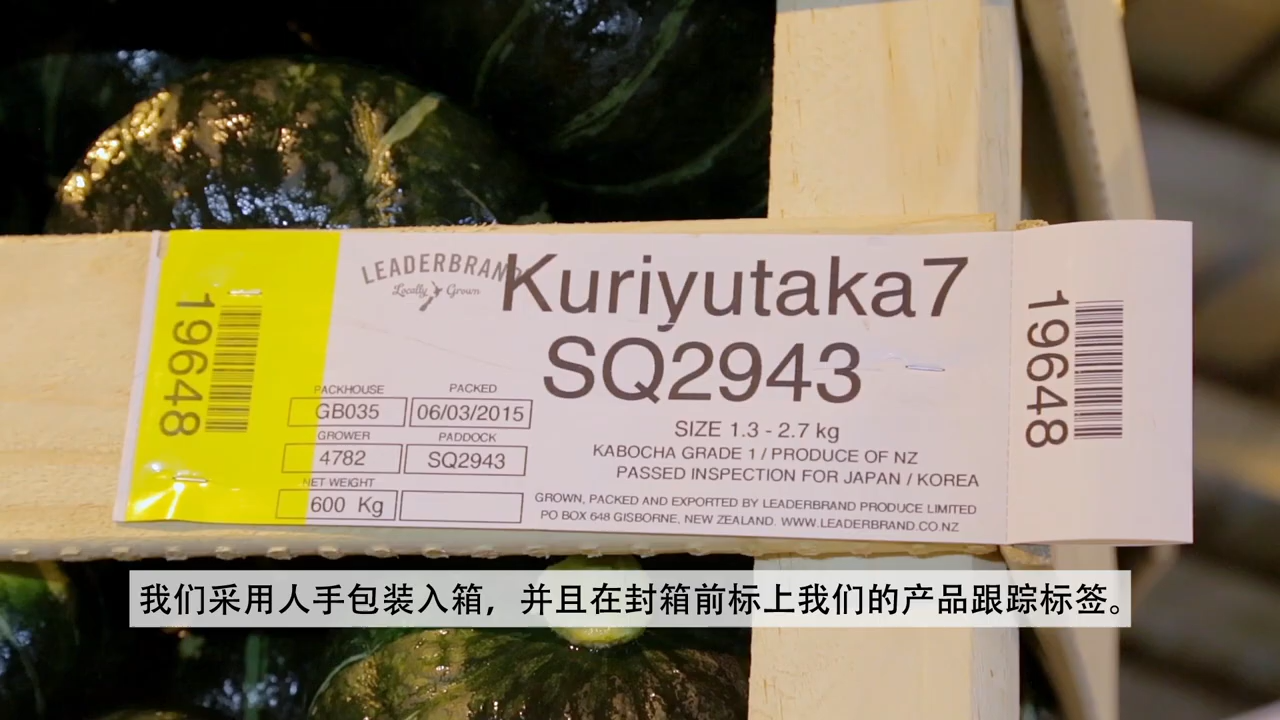 LEADERBRAND
Locally Grown
Kuriyutaka7
SQ2943
19648
PACKHOUSE PACKED
GB035 06/03/2015
GROWER PADDOCK
4782 SQ2943
NET WEIGHT
600 Kg
SIZE 1.3 - 2.7 kg
KABOCHA GRADE 1 / PRODUCE OF NZ
PASSED INSPECTION FOR JAPAN / KOREA
GROWN, PACKED AND EXPORTED BY LEADERBRAND PRODUCE LIMITED
PO BOX 648 GISBORNE, NEW ZEALAND. WWW.LEADERBRAND.CO.NZ
19648
我们采用人手包装入箱，并且在封箱前标上我们的产品跟踪标签。